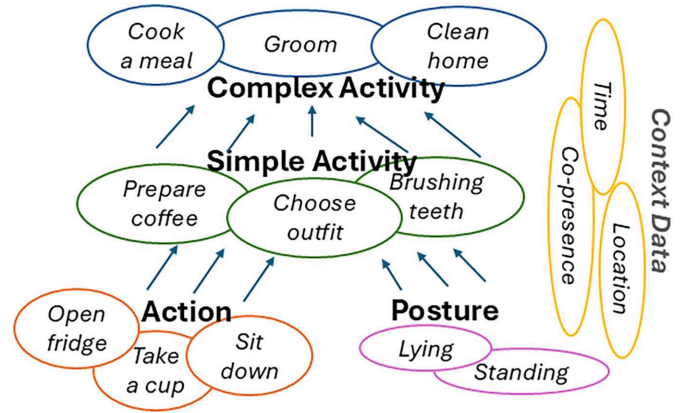 Cook
a meal
Groom
Clean
home
Complex Activity
Simple Activity
Prepare
coffee
Choose
outfit
Brushing
teeth
Action
Posture
Open
fridge
Take
a cup
Sit
down
Lying
Standing
Time
Co-presence
Location
Context Data